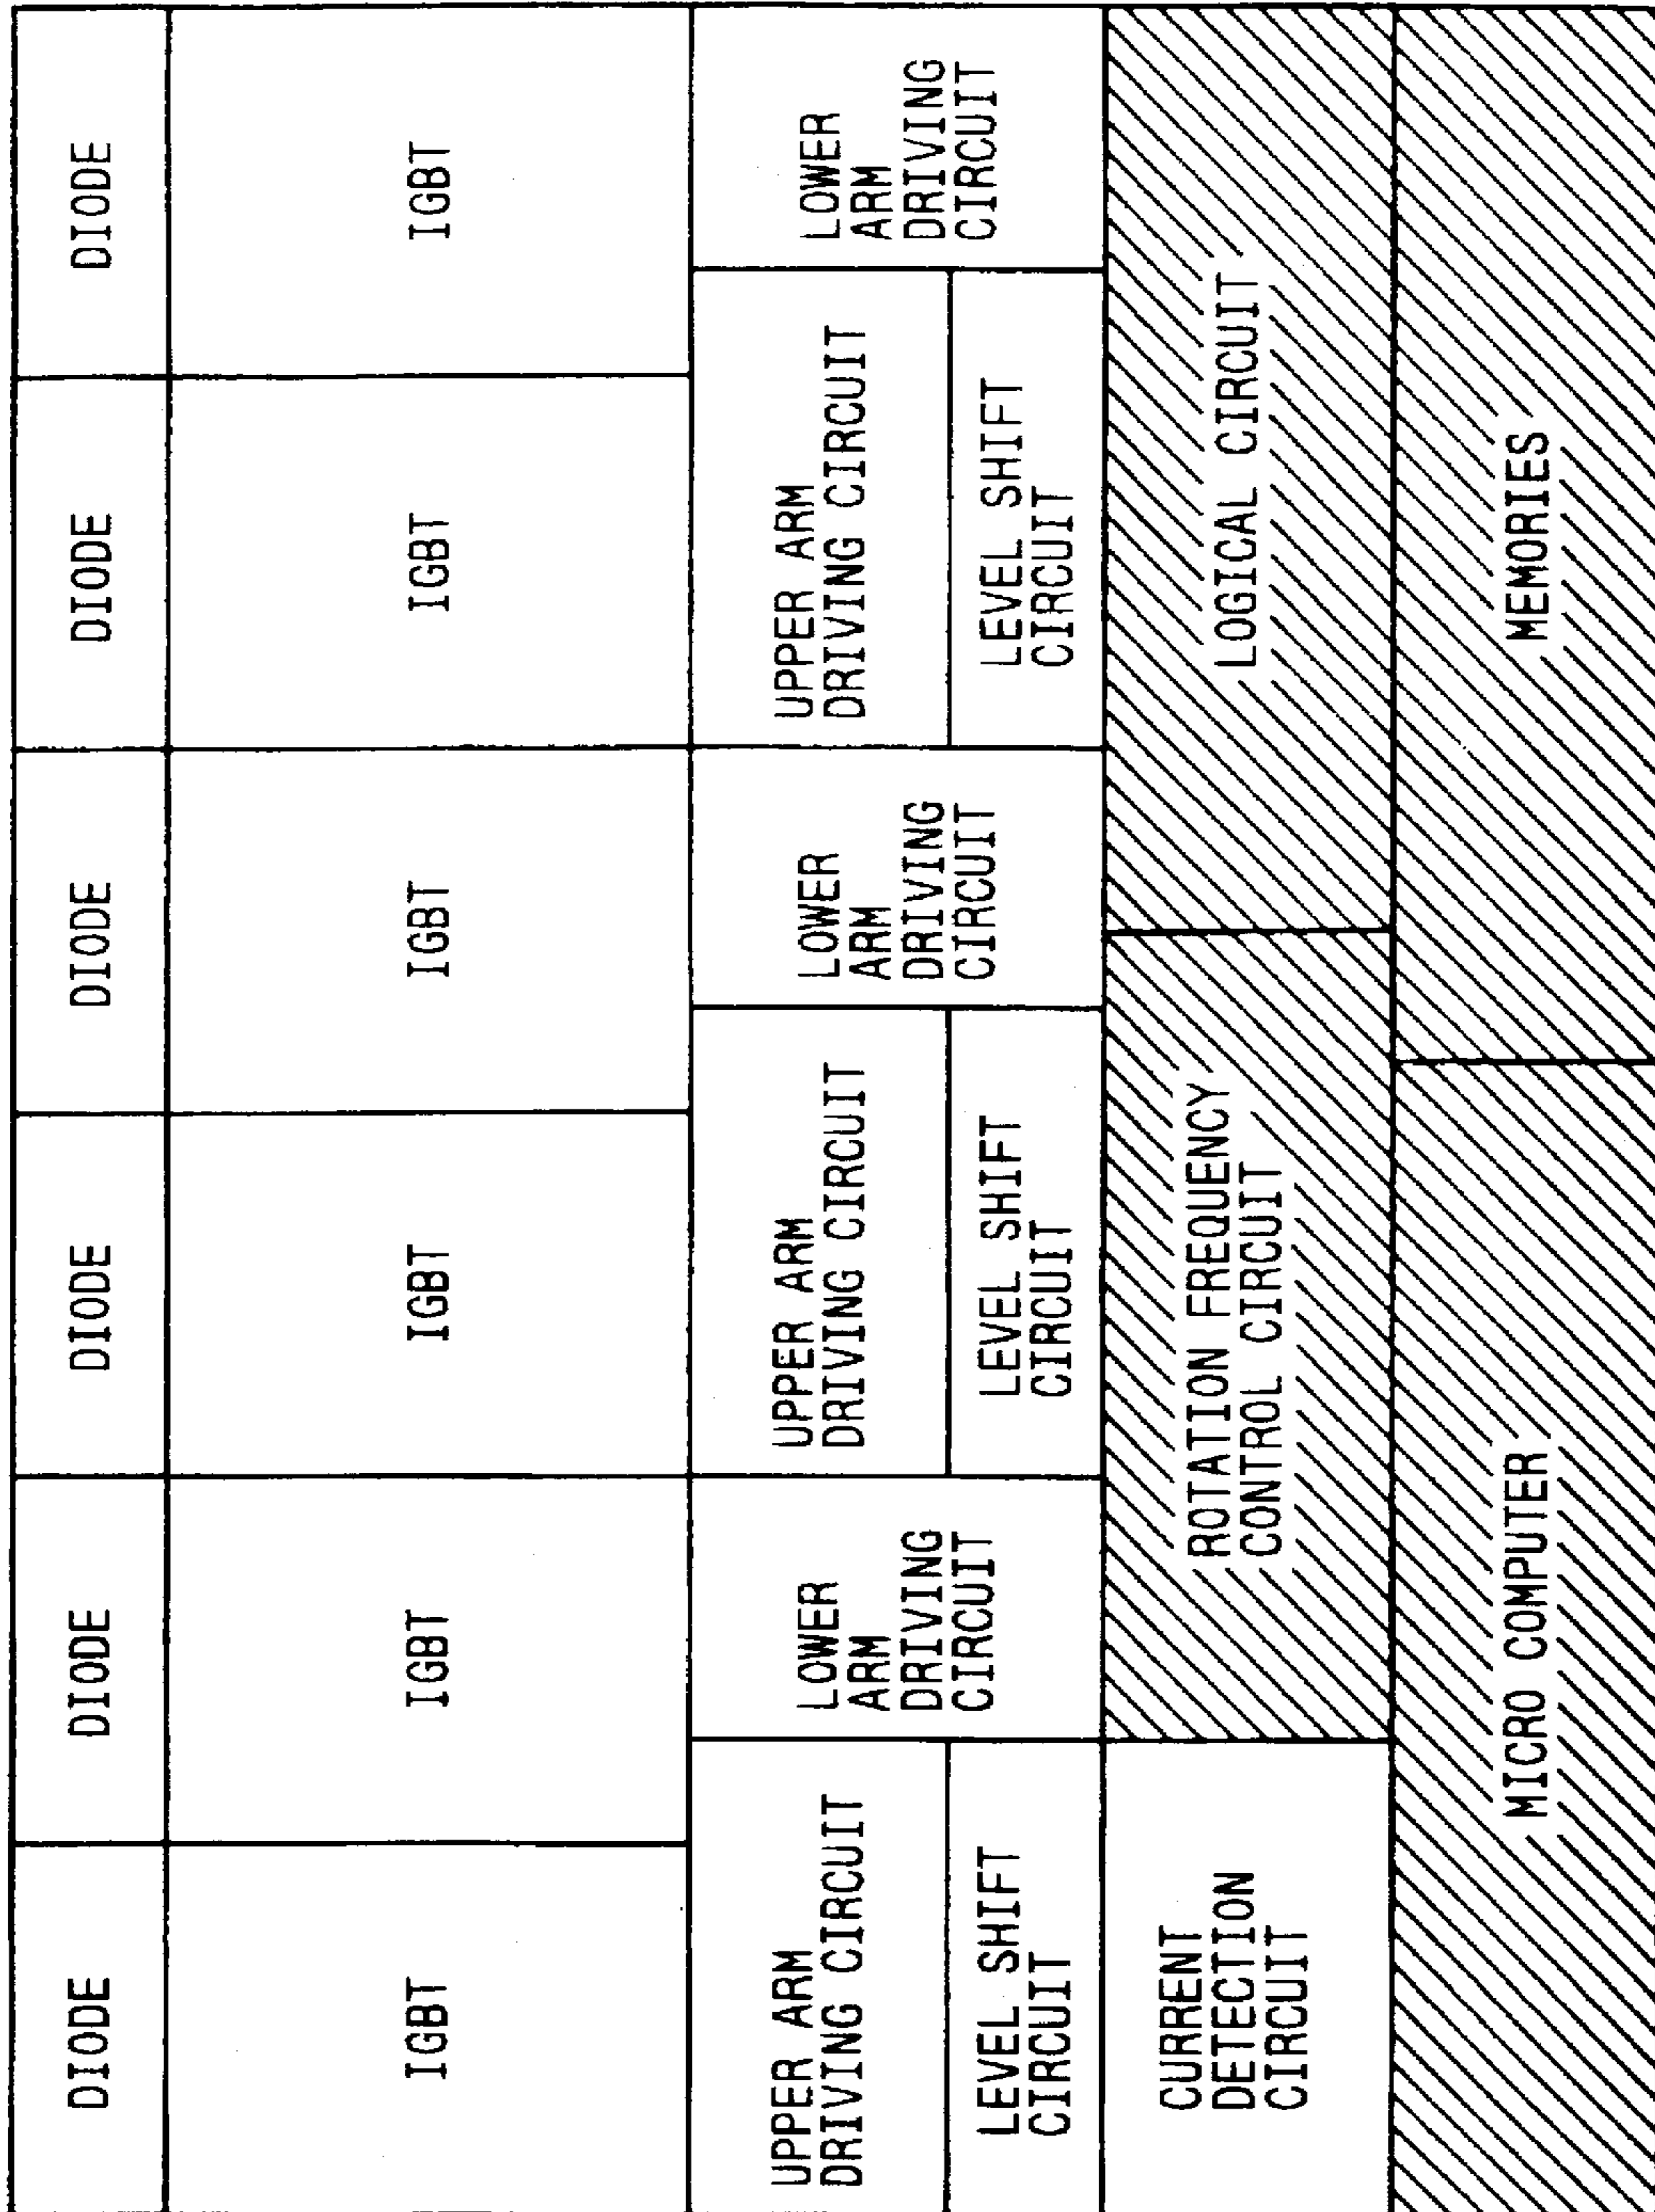 DIODE
DIODE
DIODE
DIODE
DIODE
DIODE
IGBT
IGBT
IGBT
IGBT
IGBT
IGBT
UPPER ARM
DRIVING CIRCUIT
LEVEL SHIFT
CIRCUIT
LOWER
ARM
DRIVING
CIRCUIT
UPPER ARM
DRIVING CIRCUIT
LEVEL SHIFT
CIRCUIT
LOWER
ARM
DRIVING
CIRCUIT
UPPER ARM
DRIVING CIRCUIT
LEVEL SHIFT
CIRCUIT
LOWER
ARM
DRIVING
CIRCUIT
CURRENT
DETECTION
CIRCUIT
ROTATION FREQUENCY
CONTROL CIRCUIT
LOGICAL CIRCUIT
MICRO COMPUTER
MEMORIES